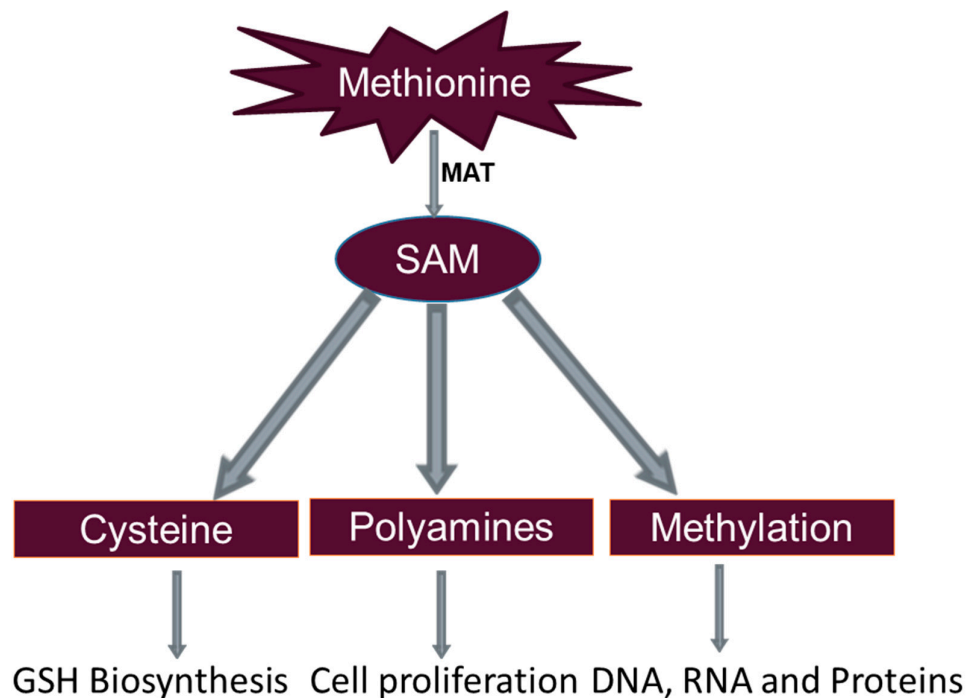 Methionine
MAT
SAM
Cysteine Polyamines Methylation
GSH Biosynthesis Cell proliferation DNA, RNA and Proteins